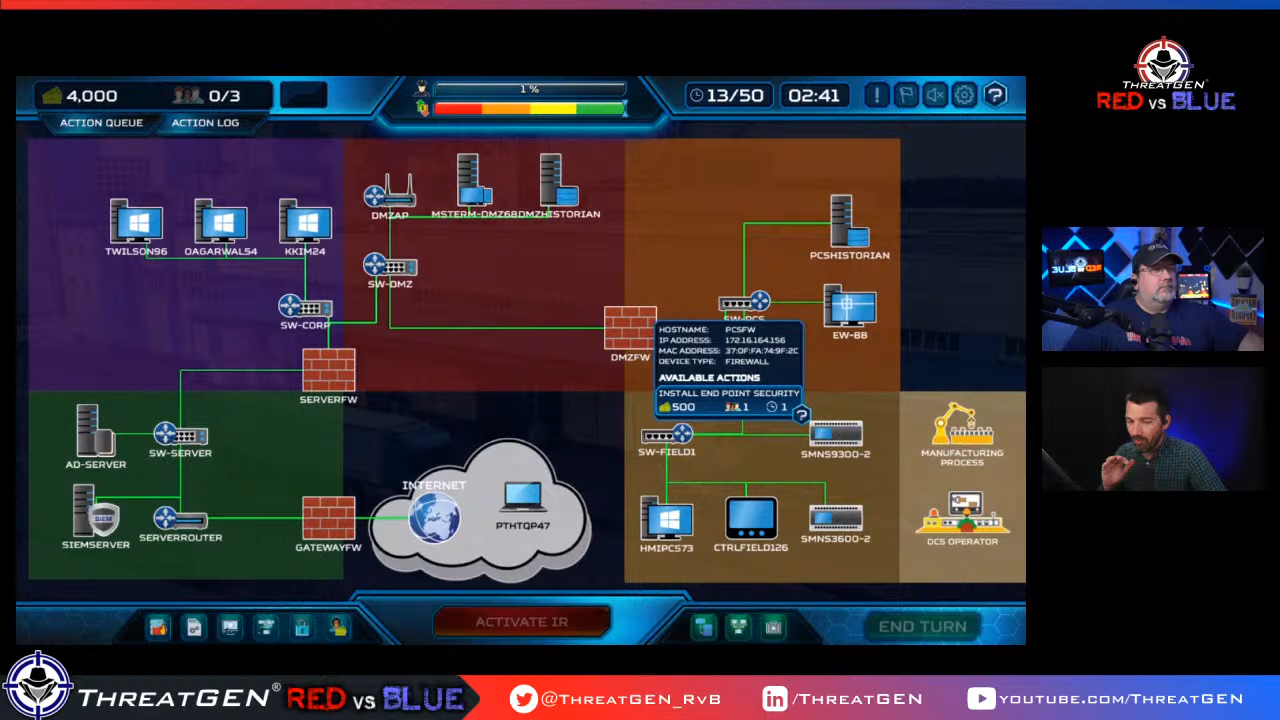 4,000
0/3
1 %
13/50
02:41
ACTION QUEUE
ACTION LOG
THREATGEN
RED vs BLUE
TWILSON96
OAGARWAL54
KKIM24
DMZAP
MSTERM-DMZ68
DMZHISTORIAN
PCSHISTORIAN
SW-DMZ
SW-CORP
SERVERFW
DMZFW
SW-PCS
EW-88
HOSTNAME: PCSFW
IP ADDRESS: 172.16.164.156
MAC ADDRESS: 37:0F:FA:74:9F:2C
DEVICE TYPE: FIREWALL
AVAILABLE ACTIONS
INSTALL END POINT SECURITY
500 1 1
?
AD-SERVER
SW-SERVER
SW-FIELD1
SMNS9300-2
MANUFACTURING
PROCESS
SIEM
SIEMSERVER
SERVERROUTER
GATEWAYFW
INTERNET
PTHTQP47
HMIPCS73
CTRLFIELD126
SMNS3600-2
DCS OPERATOR
ACTIVATE IR
END TURN
THREATGEN® RED vs BLUE
@THREATGEN_RVB
/THREATGEN
YOUTUBE.COM/THREATGEN